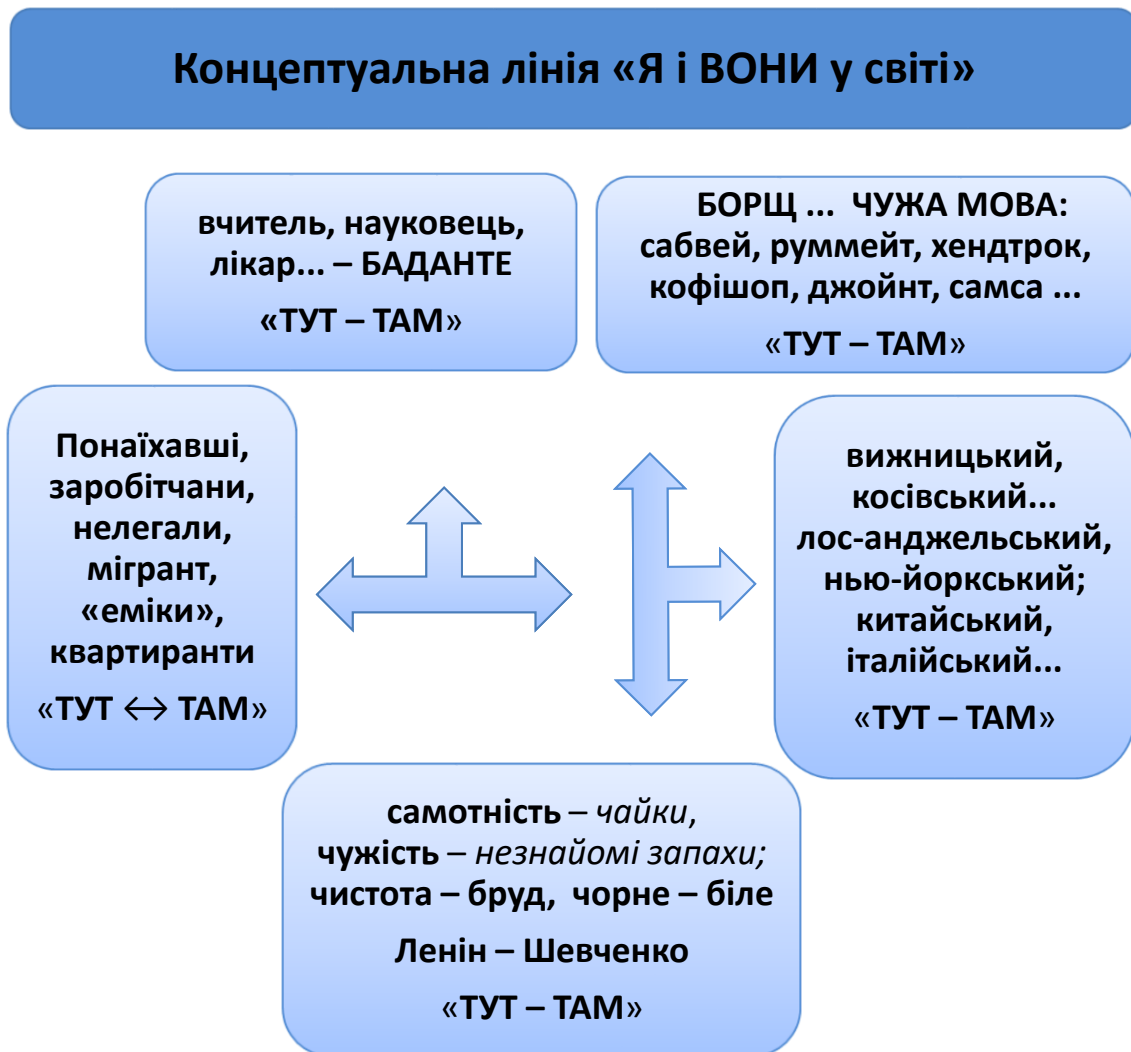 Концептуальна лінія «Я і ВОНИ у світі»
вчитель, науковець,
лікар... – БАДАНТЕ
«ТУТ – ТАМ»
БОРЩ ... ЧУЖА МОВА:
сабвей, руммейт, хендтрок,
кофішоп, джойнт, самса ...
«ТУТ – ТАМ»
Понаїхавші,
заробітчани,
нелегали,
мігрант,
«еміки»,
квартиранти
«ТУТ ↔ ТАМ»
вижницький,
косівський...
лос-анджельський,
нью-йоркський;
китайський,
італійський...
«ТУТ – ТАМ»
самотність – чайки,
чужість – незнайомі запахи;
чистота – бруд, чорне – біле
Ленін – Шевченко
«ТУТ – ТАМ»